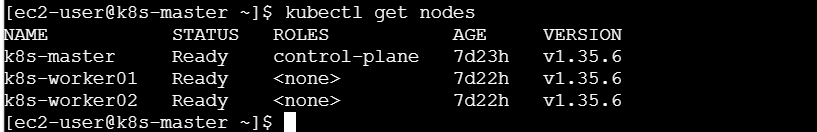 [ec2-user@k8s-master ~]$ kubectl get nodes
NAME STATUS ROLES AGE VERSION
k8s-master Ready control-plane 7d23h v1.35.6
k8s-worker01 Ready <none> 7d22h v1.35.6
k8s-worker02 Ready <none> 7d22h v1.35.6
[ec2-user@k8s-master ~]$